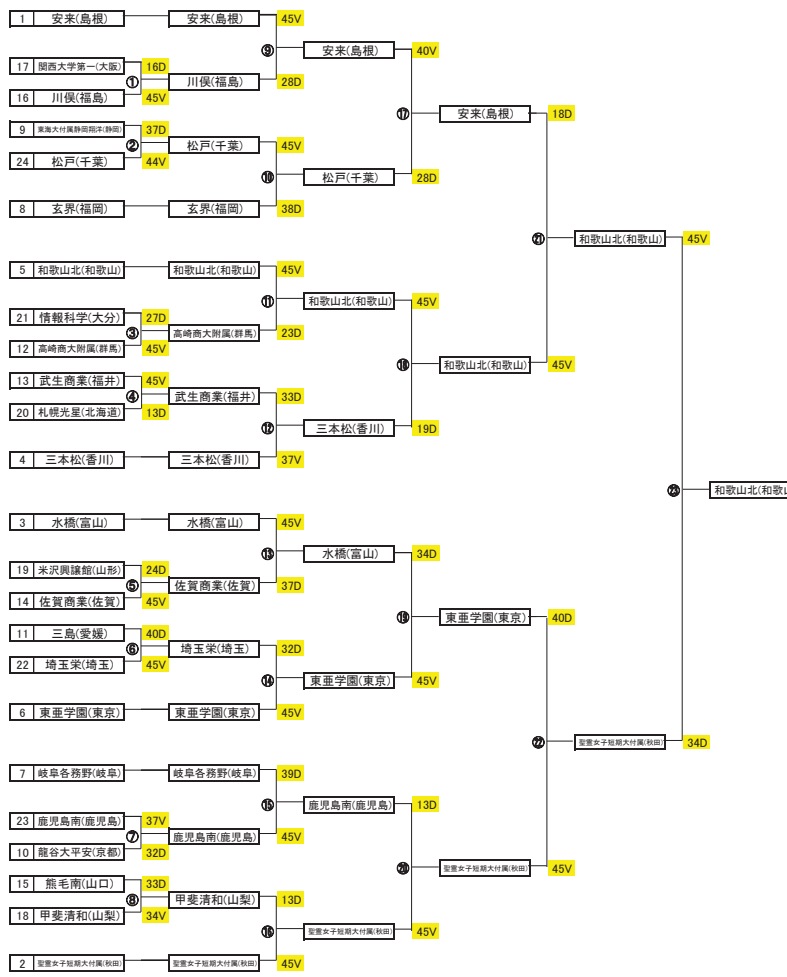 1 安来(島根) 安来(島根) 45V
⑨ 安来(島根) 40V
17 関西大学第一(大阪) 16D
① 川俣(福島) 28D
16 川俣(福島) 45V
⑰ 安来(島根) 18D
9 東海大付属静岡翔洋(静岡) 37D
② 松戸(千葉) 45V
24 松戸(千葉) 44V
⑩ 松戸(千葉) 28D
8 玄界(福岡) 玄界(福岡) 38D
㉑ 和歌山北(和歌山) 45V
5 和歌山北(和歌山) 和歌山北(和歌山) 45V
⑪ 和歌山北(和歌山) 45V
21 情報科学(大分) 27D
③ 高崎商大附属(群馬) 23D
12 高崎商大附属(群馬) 45V
⑱ 和歌山北(和歌山) 45V
13 武生商業(福井) 45V
④ 武生商業(福井) 33D
20 札幌光星(北海道) 13D
⑫ 三本松(香川) 19D
4 三本松(香川) 三本松(香川) 37V
㉓ 和歌山北(和歌
3 水橋(富山) 水橋(富山) 45V
⑬ 水橋(富山) 34D
19 米沢興譲館(山形) 24D
⑤ 佐賀商業(佐賀) 37D
14 佐賀商業(佐賀) 45V
⑲ 東亜学園(東京) 40D
11 三島(愛媛) 40D
⑥ 埼玉栄(埼玉) 32D
22 埼玉栄(埼玉) 45V
⑭ 東亜学園(東京) 45V
6 東亜学園(東京) 東亜学園(東京) 45V
㉒ 聖霊女子短期大付属(秋田) 34D
7 岐阜各務野(岐阜) 岐阜各務野(岐阜) 39D
⑮ 鹿児島南(鹿児島) 13D
23 鹿児島南(鹿児島) 37V
⑦ 鹿児島南(鹿児島) 45V
10 龍谷大平安(京都) 32D
⑳ 聖霊女子短期大付属(秋田) 45V
15 熊毛南(山口) 33D
⑧ 甲斐清和(山梨) 13D
18 甲斐清和(山梨) 34V
⑯ 聖霊女子短期大付属(秋田) 45V
2 聖霊女子短期大付属(秋田) 聖霊女子短期大付属(秋田) 45V